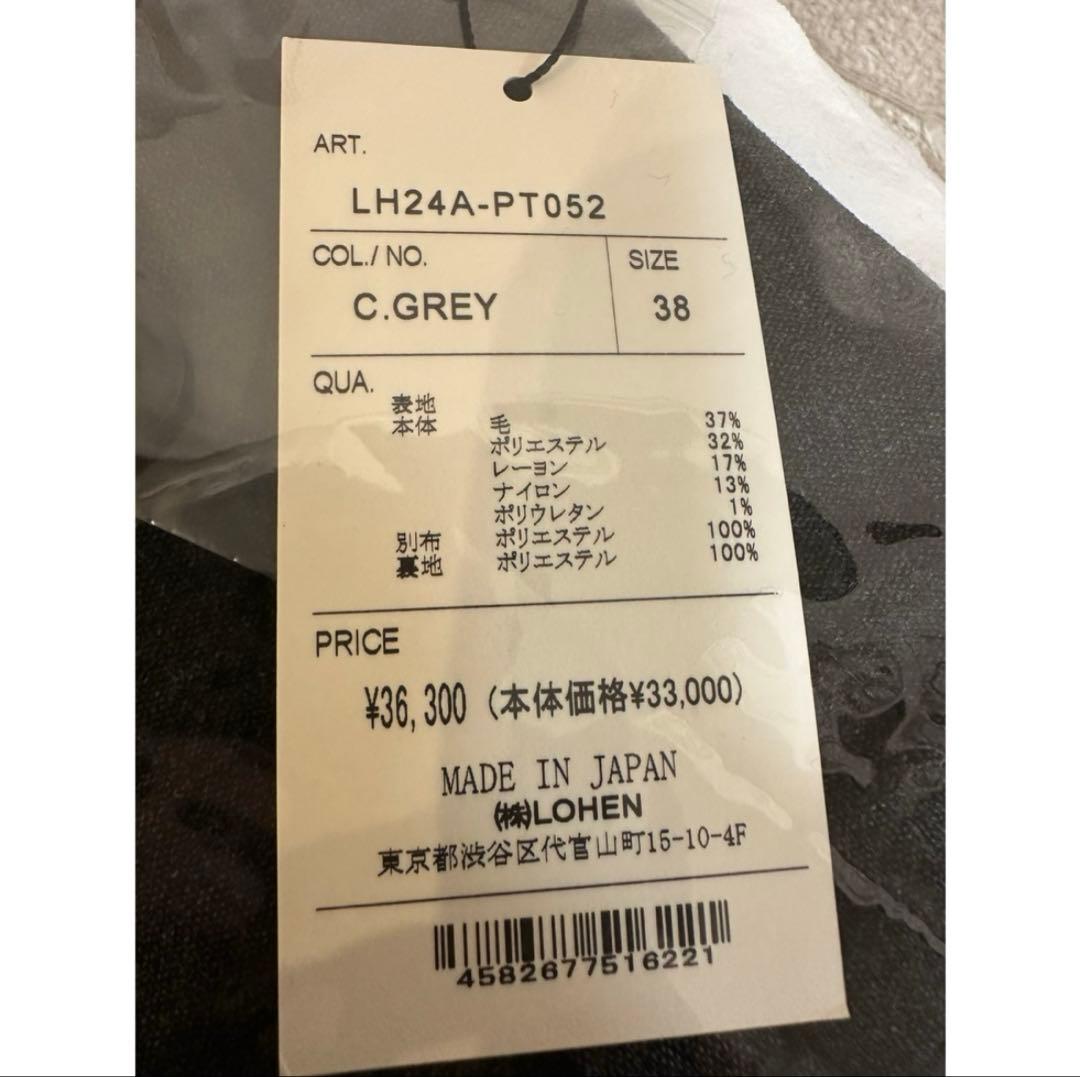 ART.
LH24A-PT052
COL./ NO.
SIZE
C.GREY
38
QUA.
表地
本体 毛 37%
ポリエステル 32%
レーヨン 17%
ナイロン 13%
ポリウレタン 1%
別布 ポリエステル 100%
裏地 ポリエステル 100%
PRICE
¥36,300 (本体価格¥33,000)
MADE IN JAPAN
㈱LOHEN
東京都渋谷区代官山町15-10-4F
4582677516221